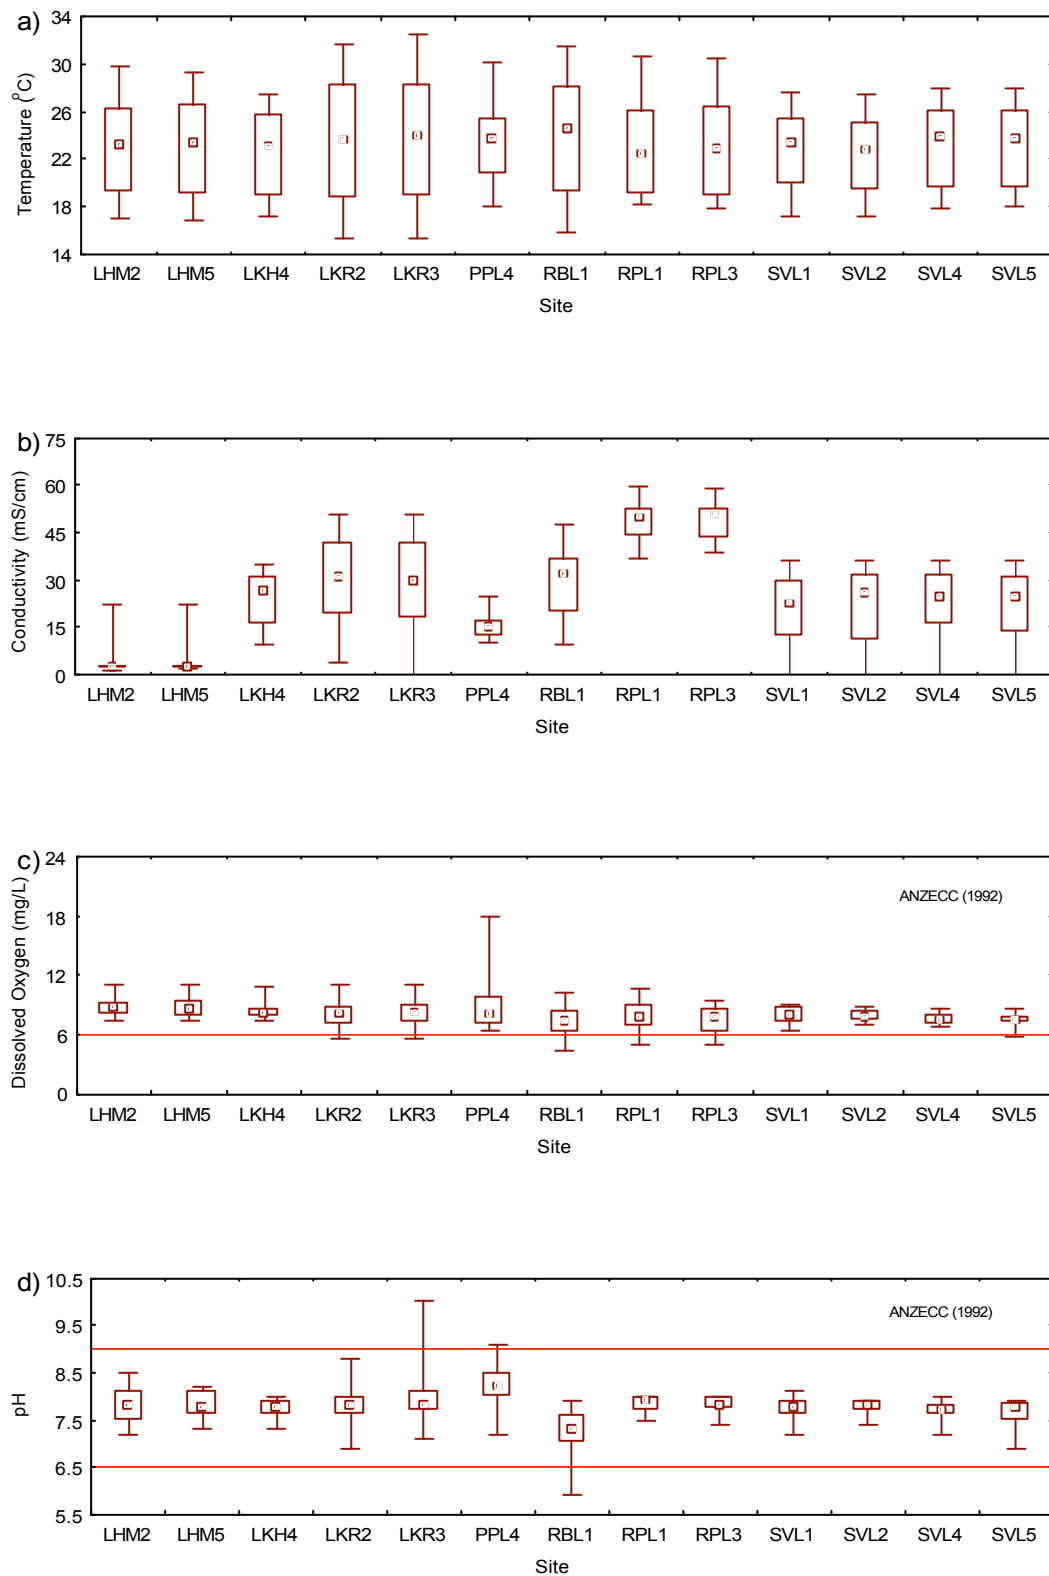 a)
34
30
26
22
18
14
Temperature (°C)
LHM2 LHM5 LKH4 LKR2 LKR3 PPL4 RBL1 RPL1 RPL3 SVL1 SVL2 SVL4 SVL5
Site
b)
75
60
45
30
15
0
Conductivity (mS/cm)
LHM2 LHM5 LKH4 LKR2 LKR3 PPL4 RBL1 RPL1 RPL3 SVL1 SVL2 SVL4 SVL5
Site
c)
24
18
12
6
0
Dissolved Oxygen (mg/L)
ANZECC (1992)
LHM2 LHM5 LKH4 LKR2 LKR3 PPL4 RBL1 RPL1 RPL3 SVL1 SVL2 SVL4 SVL5
Site
d)
10.5
9.5
8.5
7.5
6.5
5.5
pH
ANZECC (1992)
LHM2 LHM5 LKH4 LKR2 LKR3 PPL4 RBL1 RPL1 RPL3 SVL1 SVL2 SVL4 SVL5
Site